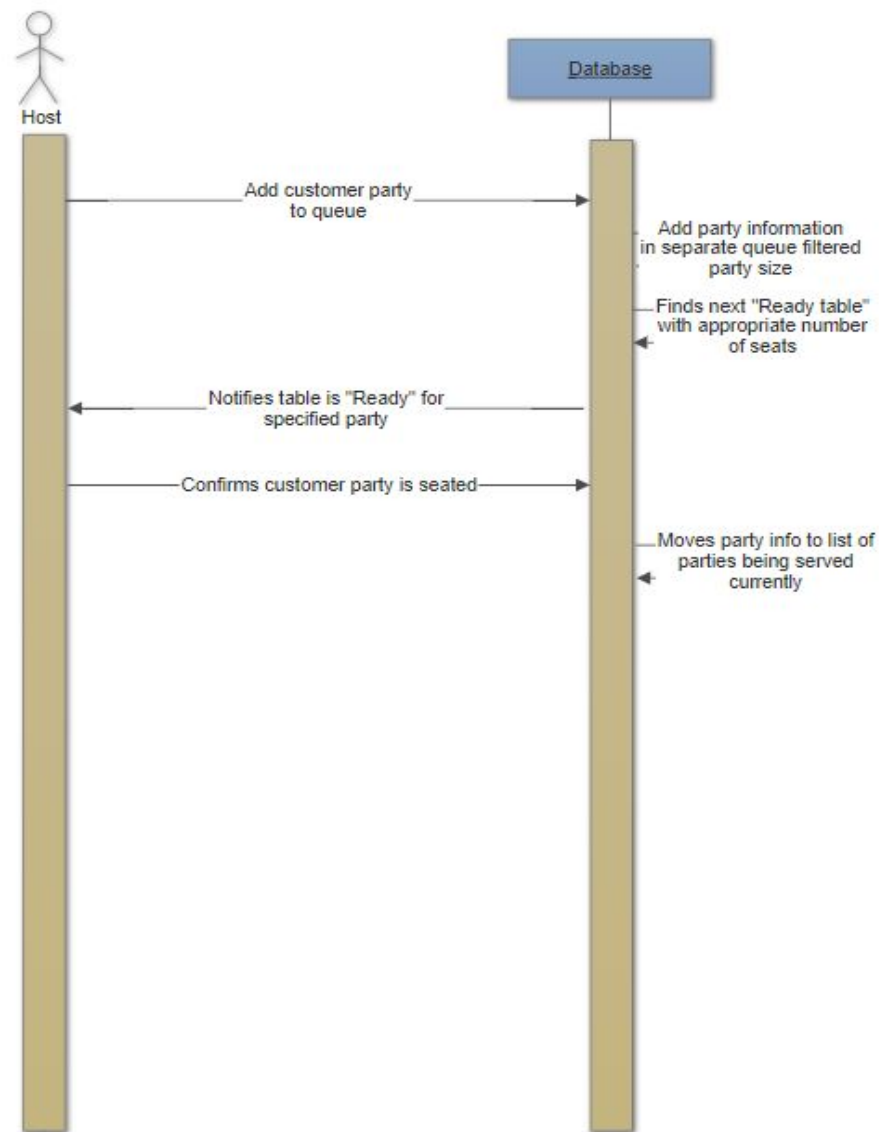 Host
Database
Add customer party
to queue
Add party information
in separate queue filtered
party size
Finds next "Ready table"
with appropriate number
of seats
Notifies table is "Ready" for
specified party
Confirms customer party is seated
Moves party info to list of
parties being served
currently